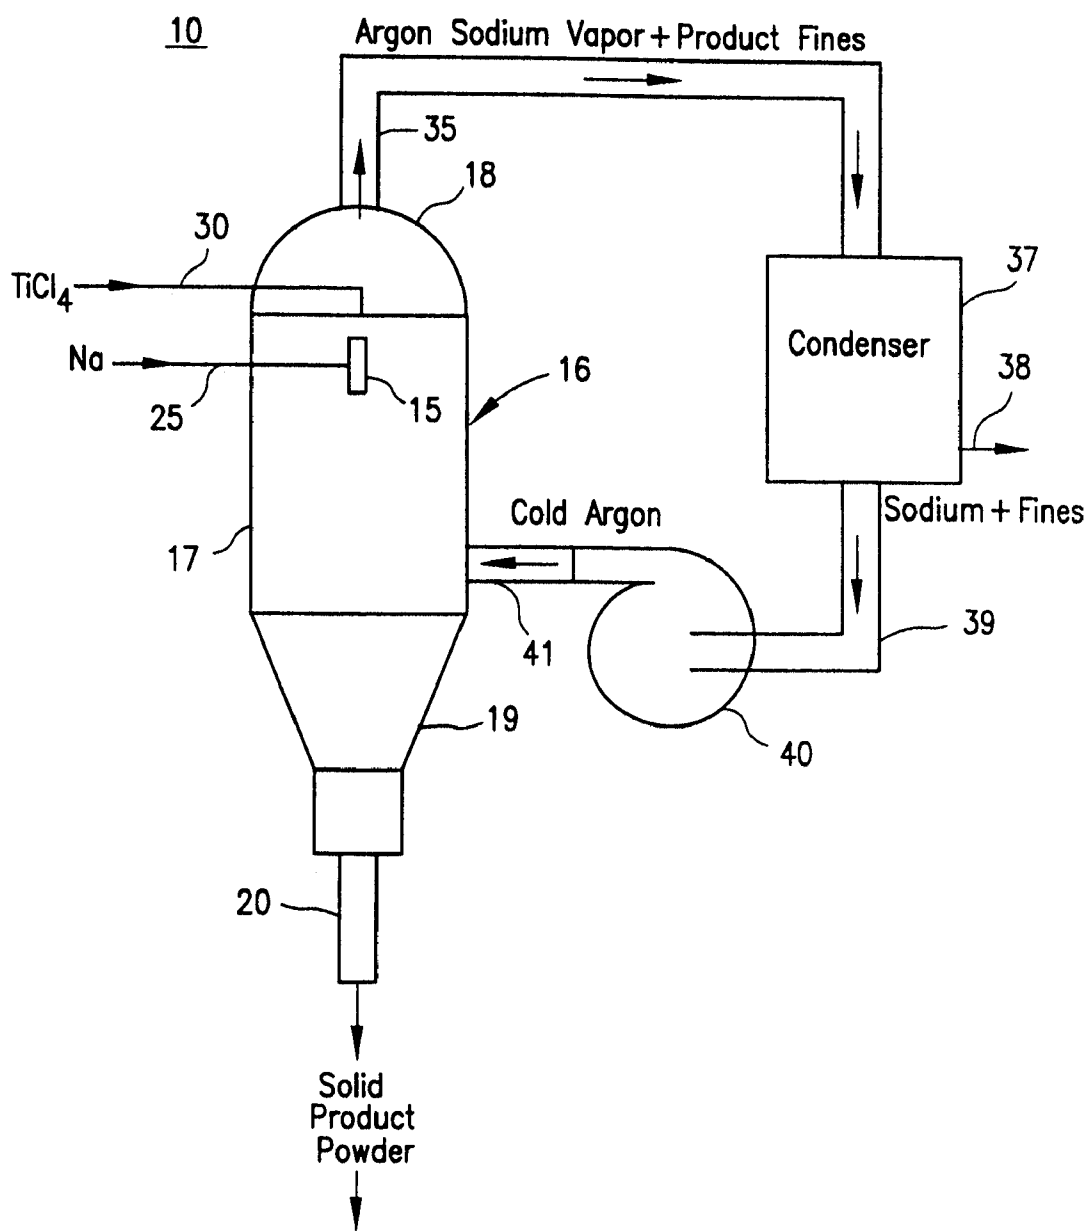 10
Argon Sodium Vapor+Product Fines
35
18
30
TiCl4
37
Condenser
Na
16
38
25
15
Sodium+Fines
Cold Argon
17
41
39
19
40
20
Solid
Product
Powder